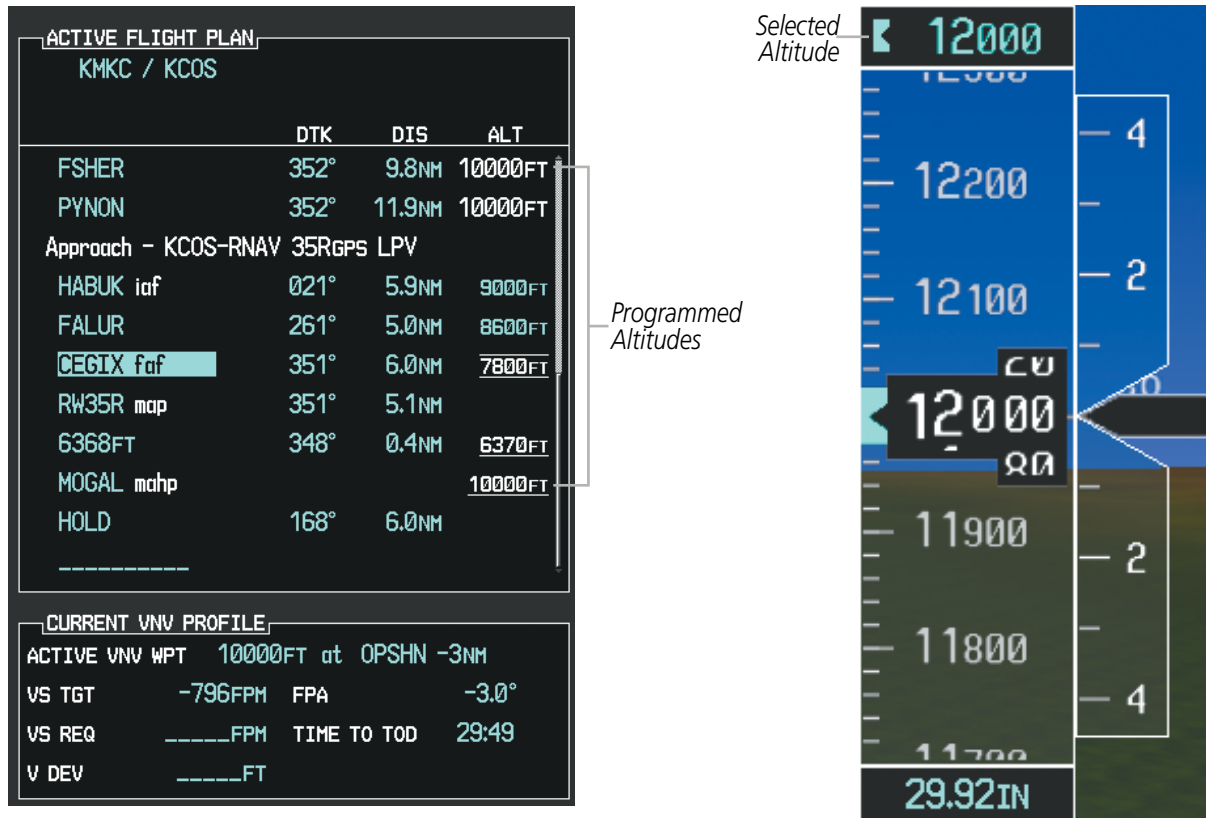 ACTIVE FLIGHT PLAN
KMKC / KCOS
DTK DIS ALT
FSHER 352° 9.8NM 10000FT
PYNON 352° 11.9NM 10000FT
Approach – KCOS-RNAV 35RGPS LPV
HABUK iaf 021° 5.9NM 9000FT
FALUR 261° 5.0NM 8600FT
CEGIX faf 351° 6.0NM 7800FT
RW35R map 351° 5.1NM
6368FT 348° 0.4NM 6370FT
MOGAL mahp 10000FT
HOLD 168° 6.0NM
__________
Programmed
Altitudes
CURRENT VNV PROFILE
ACTIVE VNV WPT 10000FT at OPSHN -3NM
VS TGT -796FPM FPA -3.0°
VS REQ _____FPM TIME TO TOD 29:49
V DEV _____FT
Selected
Altitude
12000
4
12200
2
12100
20
12000
80
11900
2
11800
4
29.92IN